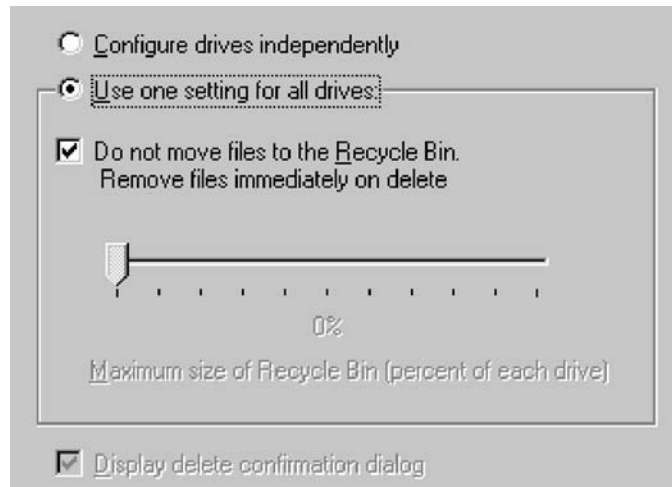 Configure drives independently
Use one setting for all drives:
Do not move files to the Recycle Bin.
Remove files immediately on delete
0%
Maximum size of Recycle Bin (percent of each drive)
Display delete confirmation dialog